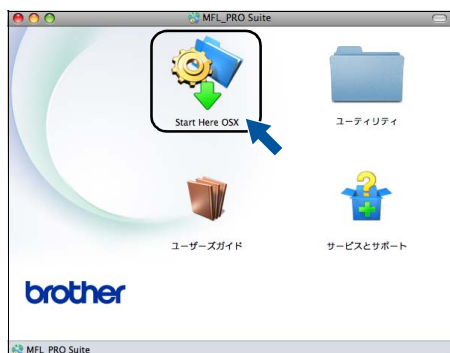 MFL_PRO Suite
Start Here OSX
ユーティリティ
ユーザーズガイド
サービスとサポート
brother
MFL_PRO Suite